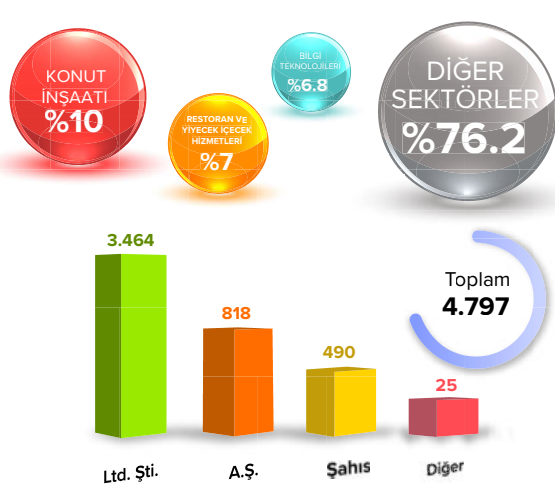 KONUT
İNŞAATI
%10
RESTORAN VE
YİYECEK İÇECEK
HİZMETLERİ
%7
BİLGİ
TEKNOLOJİLERİ
%6.8
DİĞER
SEKTÖRLER
%76.2
3.464
818
490
25
Toplam
4.797
Ltd. Şti.
A.Ş.
Şahıs
Diğer